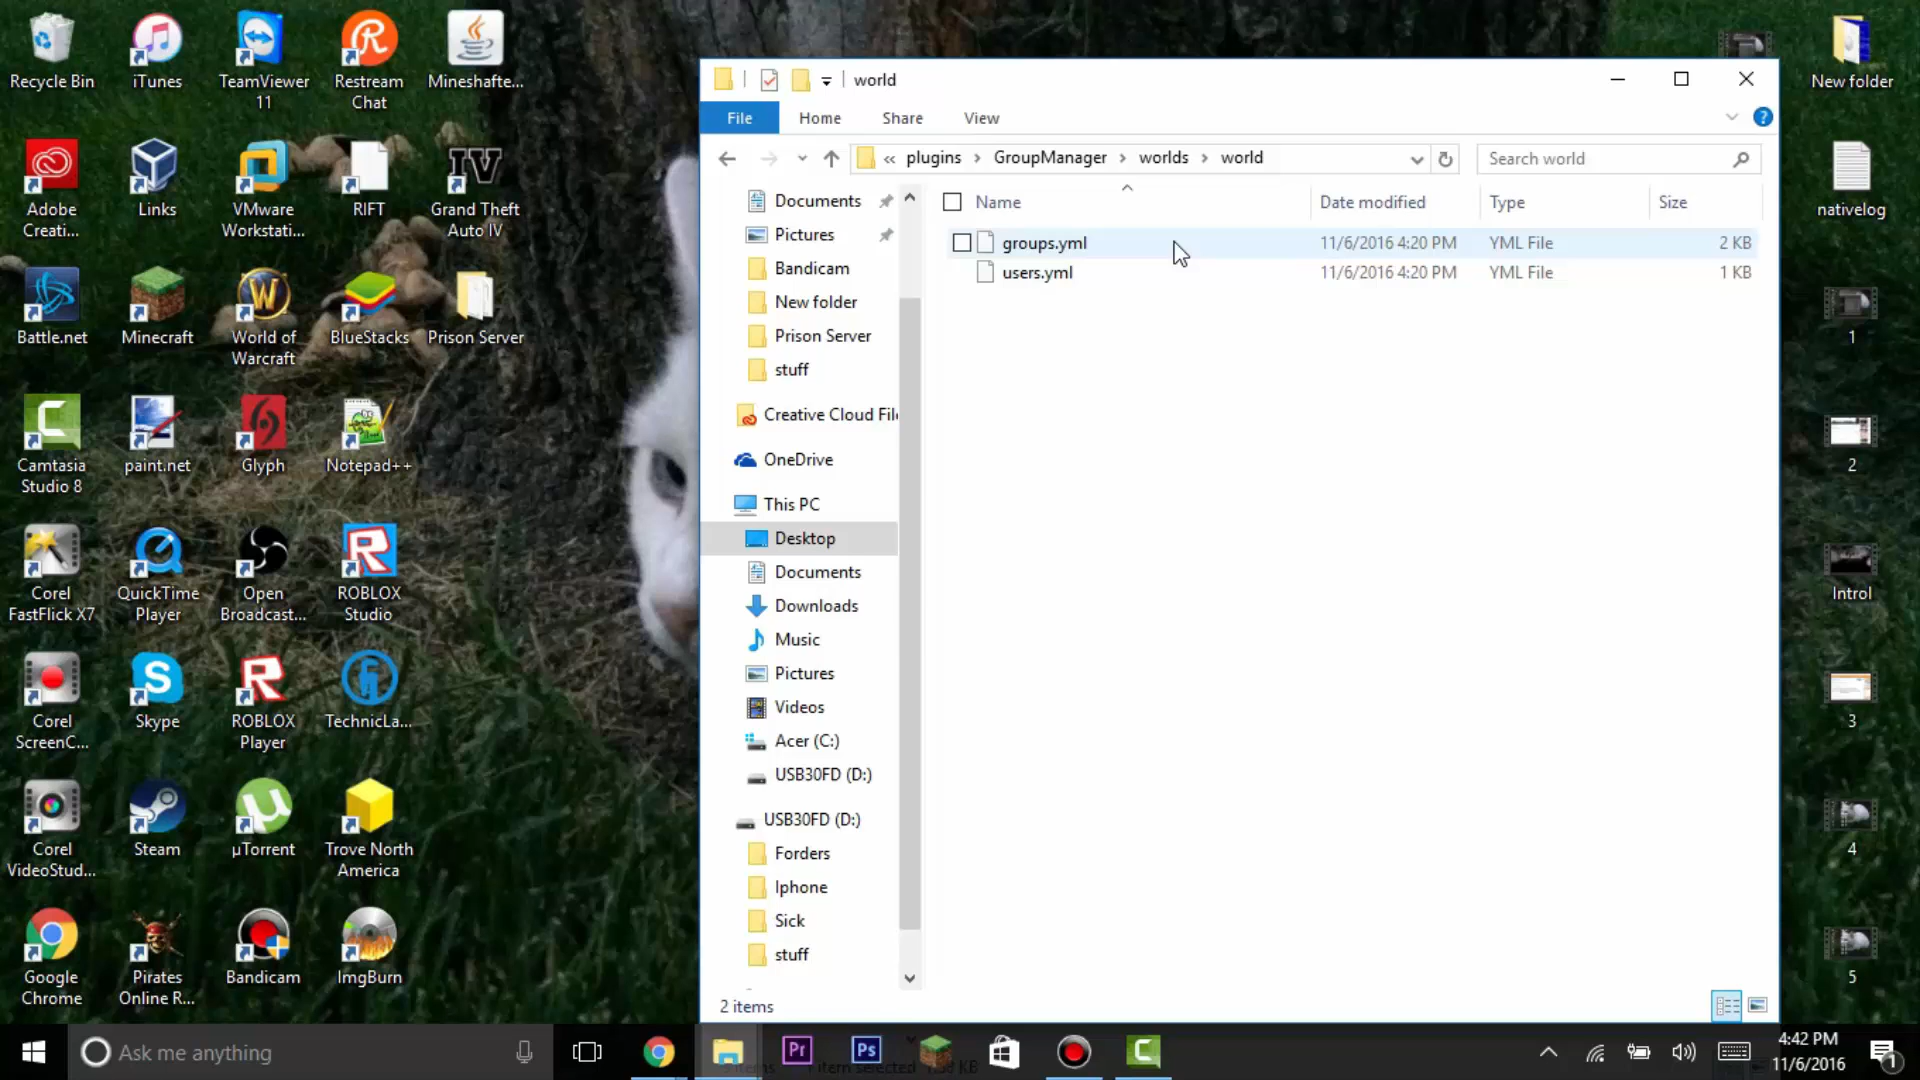 Recycle Bin
iTunes
TeamViewer
11
Restream
Chat
Mineshafte...
Adobe
Creati...
Links
VMware
Workstati...
RIFT
Grand Theft
Auto IV
IV
Battle.net
Minecraft
World of
Warcraft
BlueStacks
Prison Server
Camtasia
Studio 8
paint.net
Glyph
Notepad++
Corel
FastFlick X7
QuickTime
Player
Open
Broadcast...
ROBLOX
Studio
Corel
ScreenC...
Skype
ROBLOX
Player
TechnicLa...
Corel
VideoStud...
Steam
µTorrent
Trove North
America
Google
Chrome
Pirates
Online R...
Bandicam
ImgBurn
world
File
Home
Share
View
« plugins › GroupManager › worlds › world
Search world
Documents
Pictures
Bandicam
New folder
Prison Server
stuff
Creative Cloud File
OneDrive
This PC
Desktop
Documents
Downloads
Music
Pictures
Videos
Acer (C:)
USB30FD (D:)
USB30FD (D:)
Forders
Iphone
Sick
stuff
Name
Date modified
Type
Size
groups.yml
11/6/2016 4:20 PM
YML File
2 KB
users.yml
11/6/2016 4:20 PM
YML File
1 KB
2 items
New folder
nativelog
1
2
Introl
3
4
5
Ask me anything
Pr
Ps
4:42 PM
11/6/2016
1